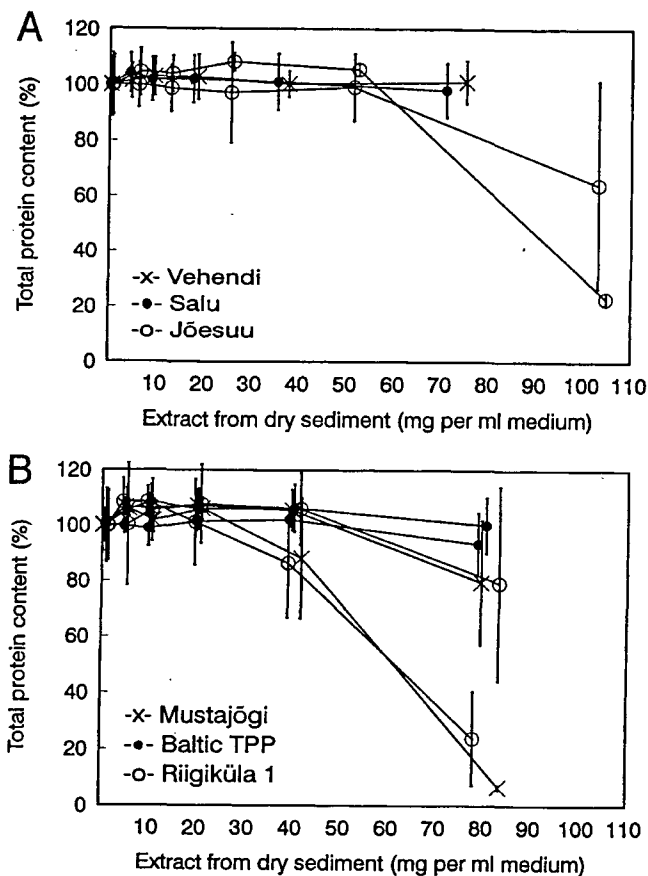 A
Total protein content (%)
120
100
80
60
40
20
0
-×- Vehendi
-●- Salu
-○- Jõesuu
10 20 30 40 50 60 70 80 90 100 110
Extract from dry sediment (mg per ml medium)
B
Total protein content (%)
120
100
80
60
40
20
0
-×- Mustajõgi
-●- Baltic TPP
-○- Riigiküla 1
10 20 30 40 50 60 70 80 90 100 110
Extract from dry sediment (mg per ml medium)